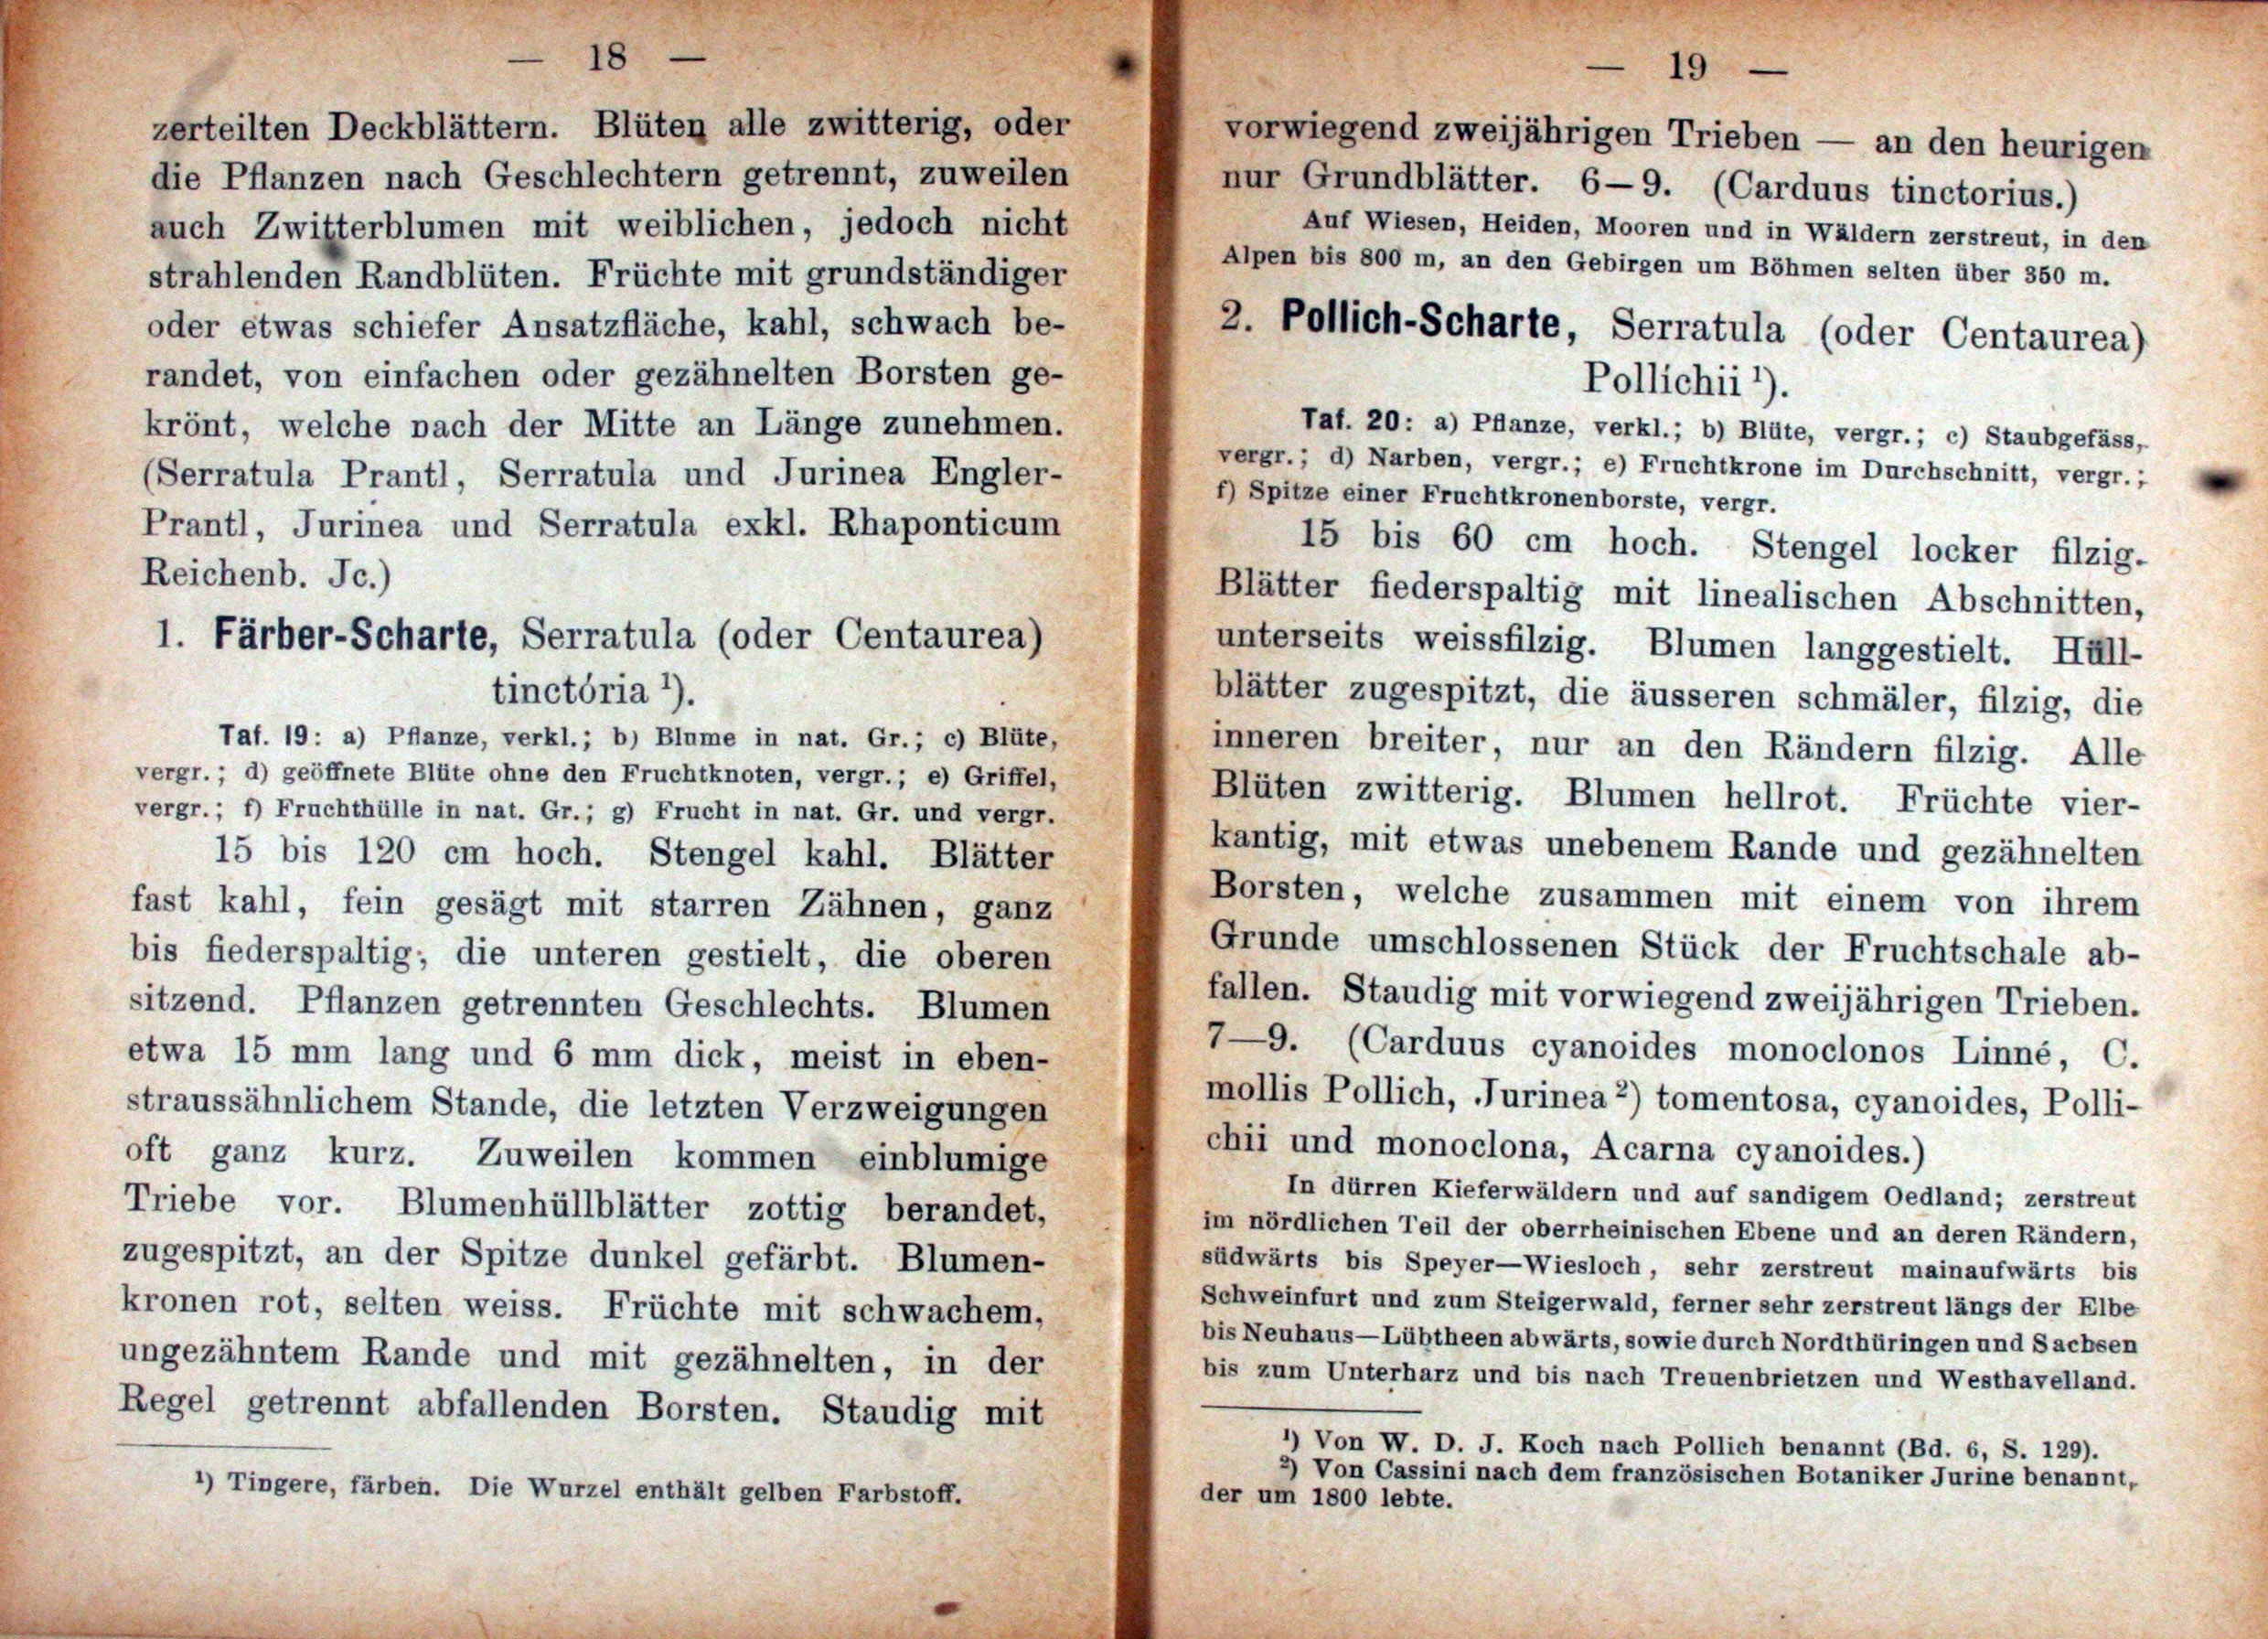 — 18 —
zerteilten Deckblättern. Blüten alle zwitterig, oder
die Pflanzen nach Geschlechtern getrennt, zuweilen
auch Zwitterblumen mit weiblichen, jedoch nicht
strahlenden Randblüten. Früchte mit grundständiger
oder etwas schiefer Ansatzfläche, kahl, schwach be-
randet, von einfachen oder gezähnelten Borsten ge-
krönt, welche nach der Mitte an Länge zunehmen.
(Serratula Prantl, Serratula und Jurinea Engler-
Prantl, Jurinea und Serratula exkl. Rhaponticum
Reichenb. Jc.)
1. Färber-Scharte, Serratula (oder Centaurea)
tinctória ¹).
Taf. 19: a) Pflanze, verkl.; b) Blume in nat. Gr.; c) Blüte,
vergr.; d) geöffnete Blüte ohne den Fruchtknoten, vergr.; e) Griffel,
vergr.; f) Fruchthülle in nat. Gr.; g) Frucht in nat. Gr. und vergr.
15 bis 120 cm hoch. Stengel kahl. Blätter
fast kahl, fein gesägt mit starren Zähnen, ganz
bis fiederspaltig; die unteren gestielt, die oberen
sitzend. Pflanzen getrennten Geschlechts. Blumen
etwa 15 mm lang und 6 mm dick, meist in eben-
straussähnlichem Stande, die letzten Verzweigungen
oft ganz kurz. Zuweilen kommen einblumige
Triebe vor. Blumenhüllblätter zottig berandet,
zugespitzt, an der Spitze dunkel gefärbt. Blumen-
kronen rot, selten weiss. Früchte mit schwachem,
ungezähntem Rande und mit gezähnelten, in der
Regel getrennt abfallenden Borsten. Staudig mit
¹) Tingere, färben. Die Wurzel enthält gelben Farbstoff.
— 19 —
vorwiegend zweijährigen Trieben — an den heurigen
nur Grundblätter. 6—9. (Carduus tinctorius.)
Auf Wiesen, Heiden, Mooren und in Wäldern zerstreut, in den
Alpen bis 800 m, an den Gebirgen um Böhmen selten über 350 m.
2. Pollich-Scharte, Serratula (oder Centaurea)
Pollichii ¹).
Taf. 20: a) Pflanze, verkl.; b) Blüte, vergr.; c) Staubgefäss,
vergr.; d) Narben, vergr.; e) Fruchtkrone im Durchschnitt, vergr.;
f) Spitze einer Fruchtkronenborste, vergr.
15 bis 60 cm hoch. Stengel locker filzig.
Blätter fiederspaltig mit linealischen Abschnitten,
unterseits weissfilzig. Blumen langgestielt. Hüll-
blätter zugespitzt, die äusseren schmäler, filzig, die
inneren breiter, nur an den Rändern filzig. Alle
Blüten zwitterig. Blumen hellrot. Früchte vier-
kantig, mit etwas unebenem Rande und gezähnelten
Borsten, welche zusammen mit einem von ihrem
Grunde umschlossenen Stück der Fruchtschale ab-
fallen. Staudig mit vorwiegend zweijährigen Trieben.
7—9. (Carduus cyanoides monoclonos Linné, C.
mollis Pollich, Jurinea ²) tomentosa, cyanoides, Polli-
chii und monoclona, Acarna cyanoides.)
In dürren Kieferwäldern und auf sandigem Oedland; zerstreut
im nördlichen Teil der oberrheinischen Ebene und an deren Rändern,
südwärts bis Speyer—Wiesloch, sehr zerstreut mainaufwärts bis
Schweinfurt und zum Steigerwald, ferner sehr zerstreut längs der Elbe
bis Neuhaus—Lübtheen abwärts, sowie durch Nordthüringen und Sachsen
bis zum Unterharz und bis nach Treuenbrietzen und Westhavelland.
¹) Von W. D. J. Koch nach Pollich benannt (Bd. 6, S. 129).
²) Von Cassini nach dem französischen Botaniker Jurine benannt,
der um 1800 lebte.